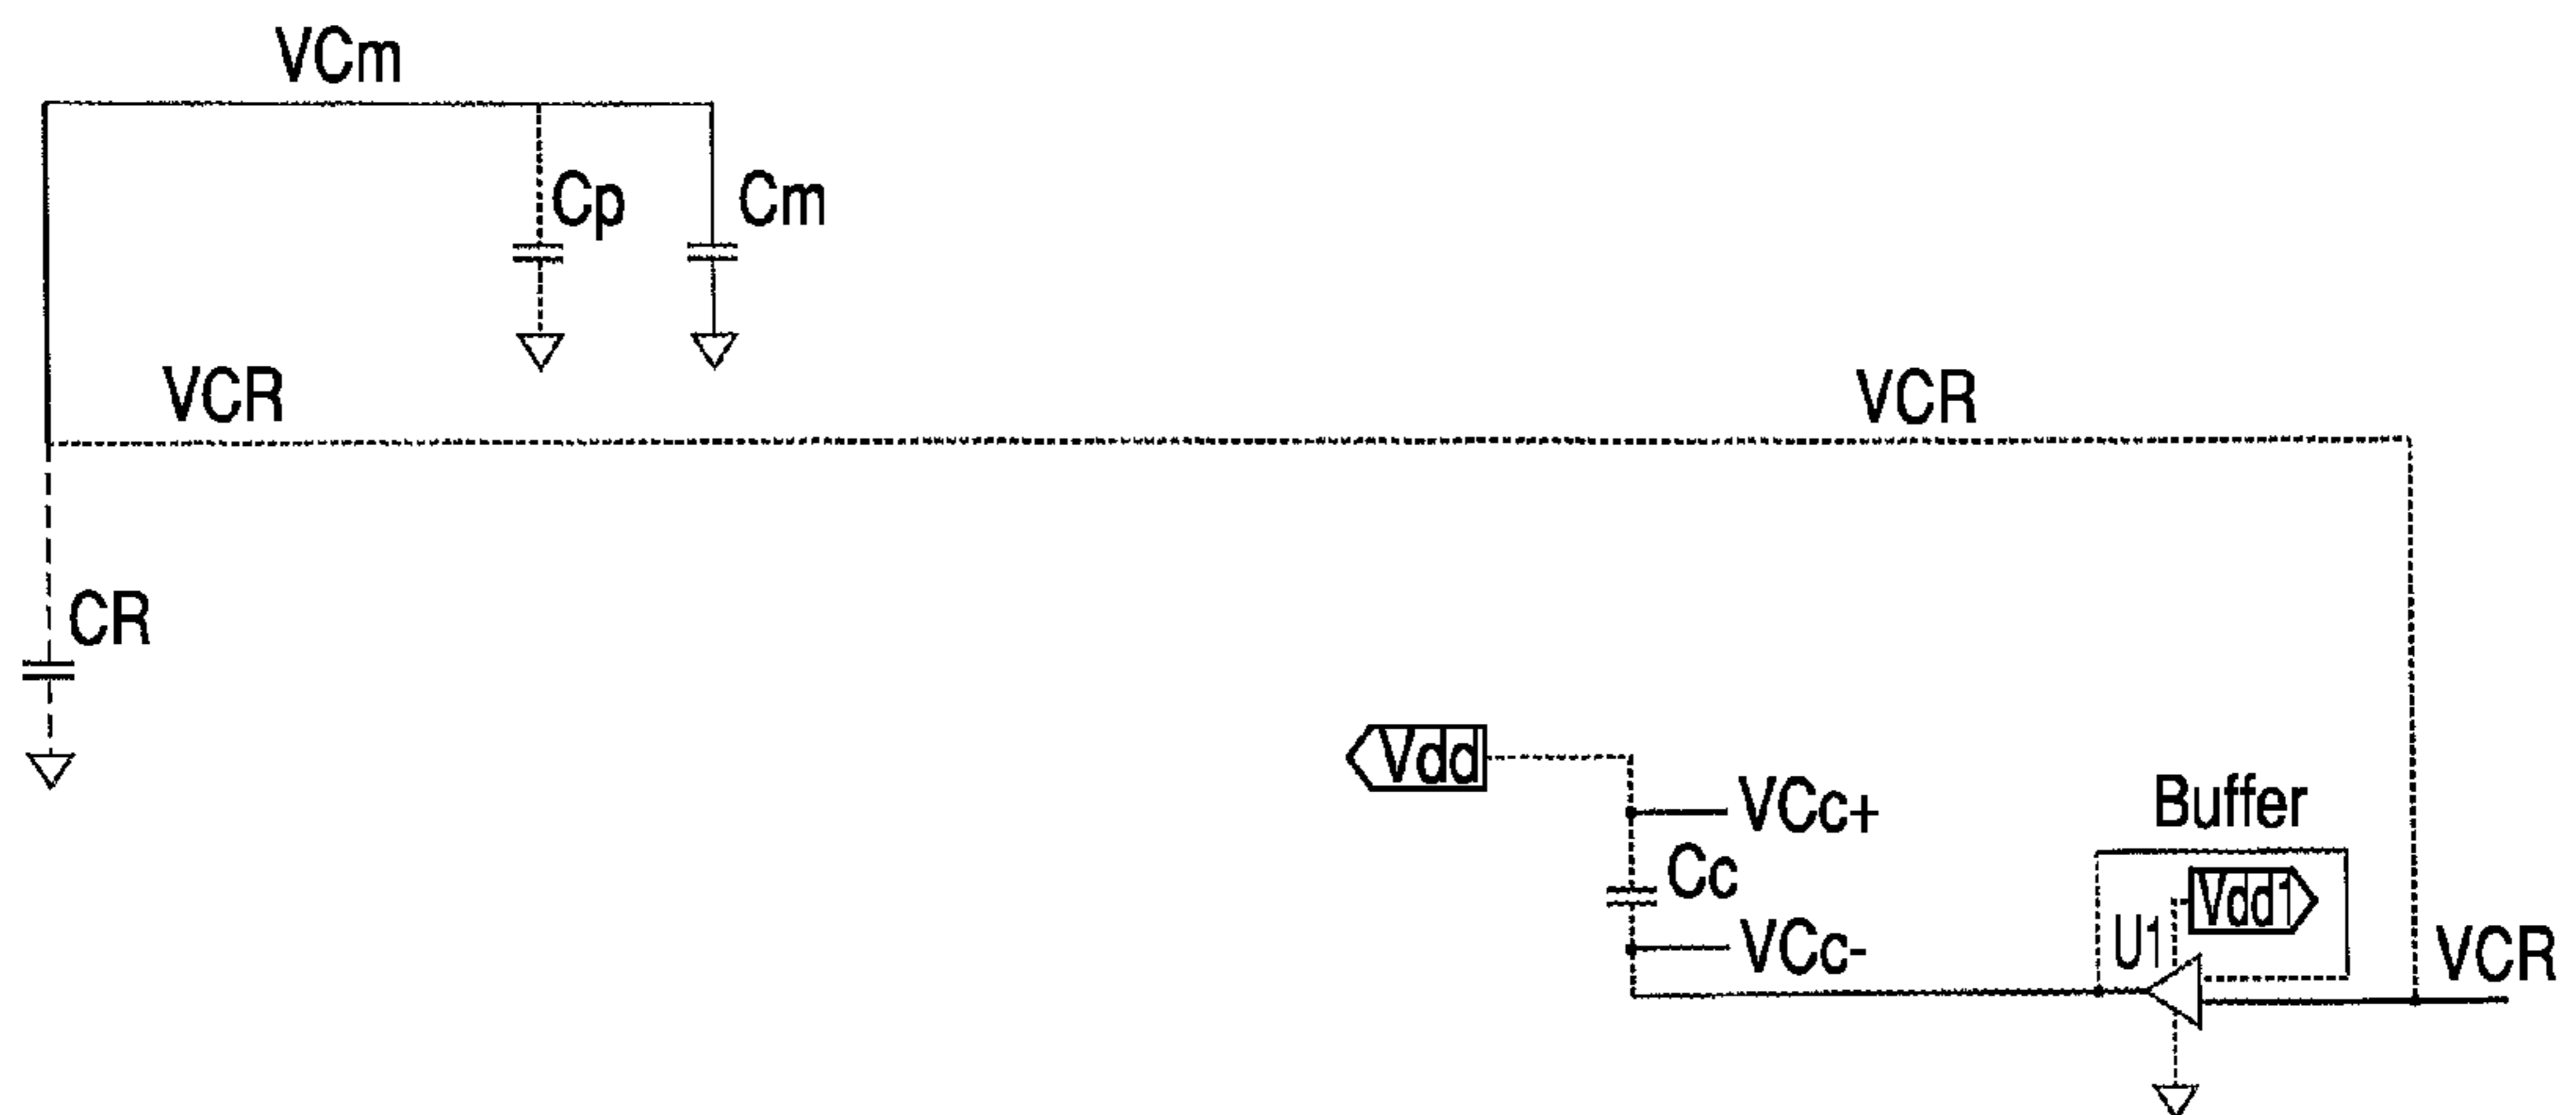 VCm
Cp
Cm
VCR
VCR
CR
Vdd
VCc+
Buffer
Cc
Vdd1
U1
VCc-
VCR